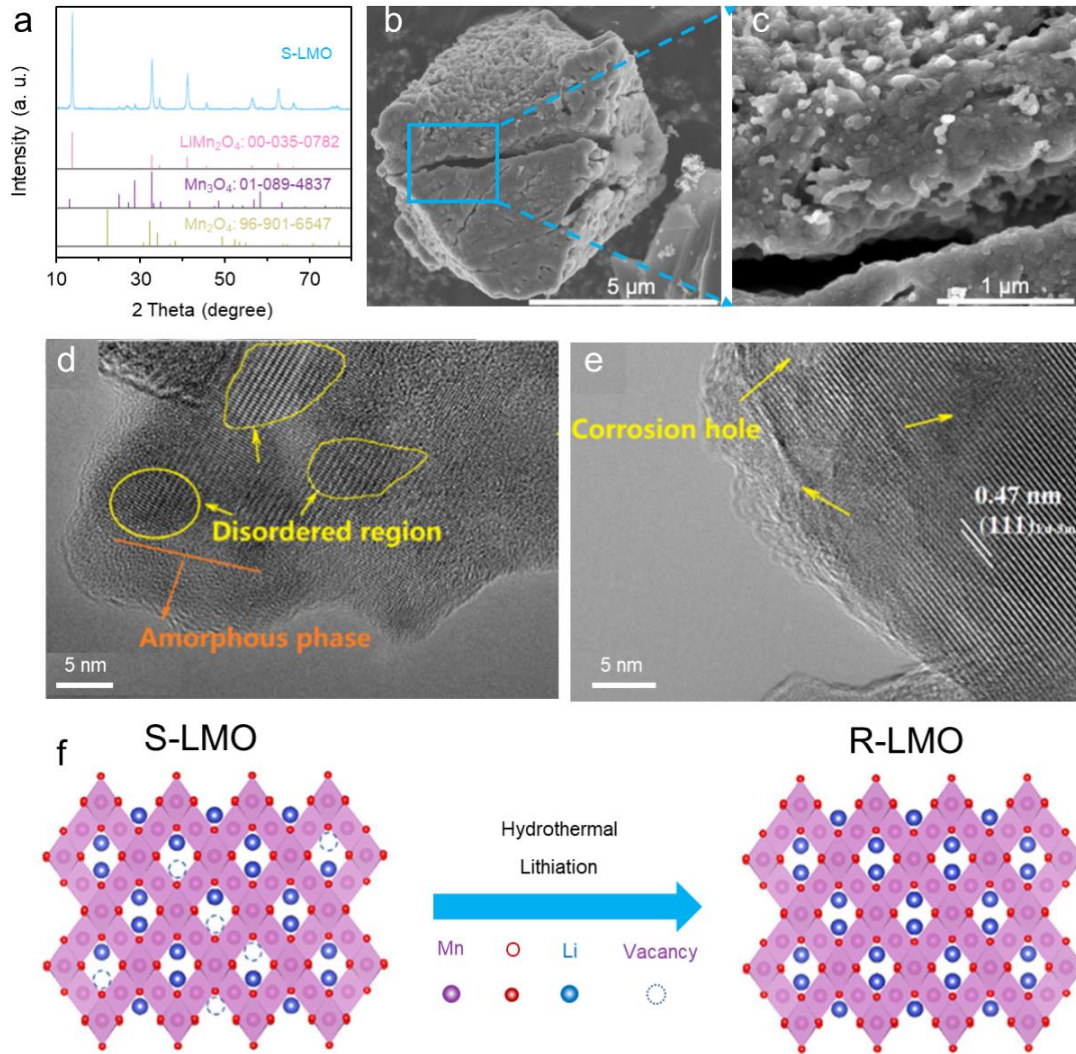 a
Intensity (a. u.)
S-LMO
LiMn₂O₄: 00-035-0782
Mn₃O₄: 01-089-4837
Mn₂O₄: 96-901-6547
10 30 50 70
2 Theta (degree)
b
5 µm
c
1 µm
d
Disordered region
Amorphous phase
5 nm
e
Corrosion hole
0.47 nm
(111)
5 nm
f
S-LMO
R-LMO
Hydrothermal
Lithiation
Mn O Li Vacancy